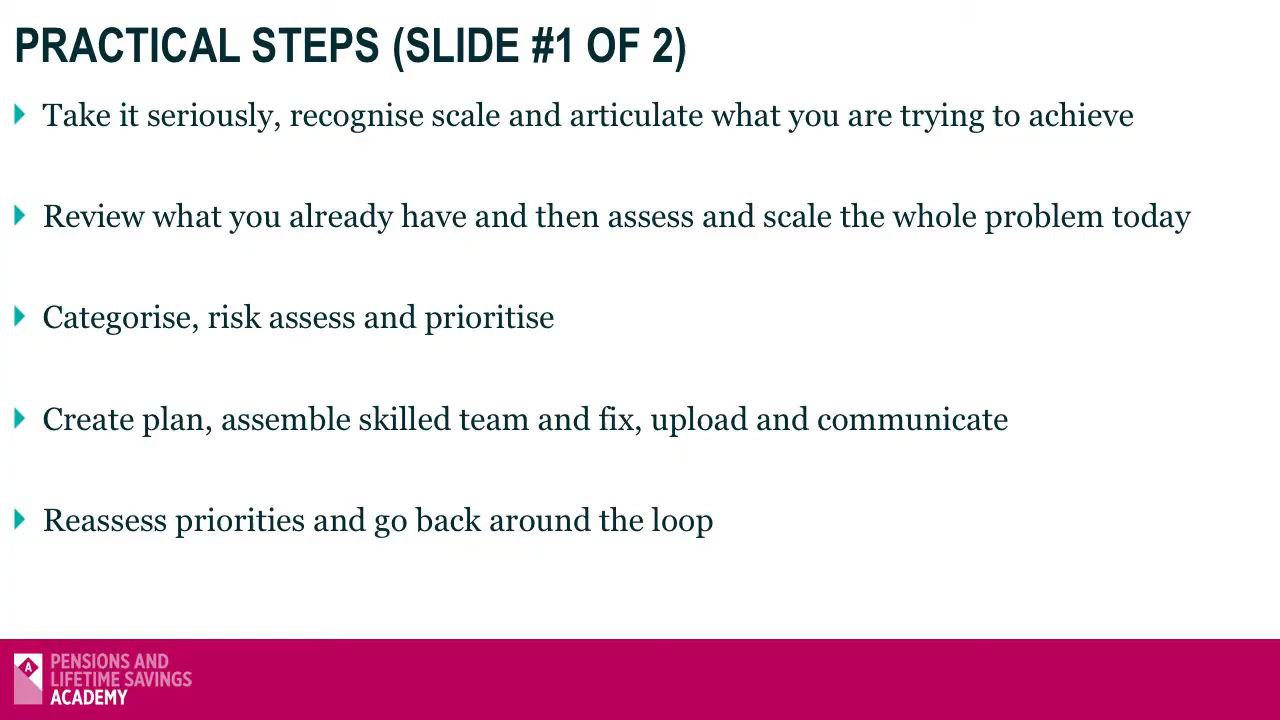 PRACTICAL STEPS (SLIDE #1 OF 2)
Take it seriously, recognise scale and articulate what you are trying to achieve
Review what you already have and then assess and scale the whole problem today
Categorise, risk assess and prioritise
Create plan, assemble skilled team and fix, upload and communicate
Reassess priorities and go back around the loop
A
PENSIONS AND
LIFETIME SAVINGS
ACADEMY